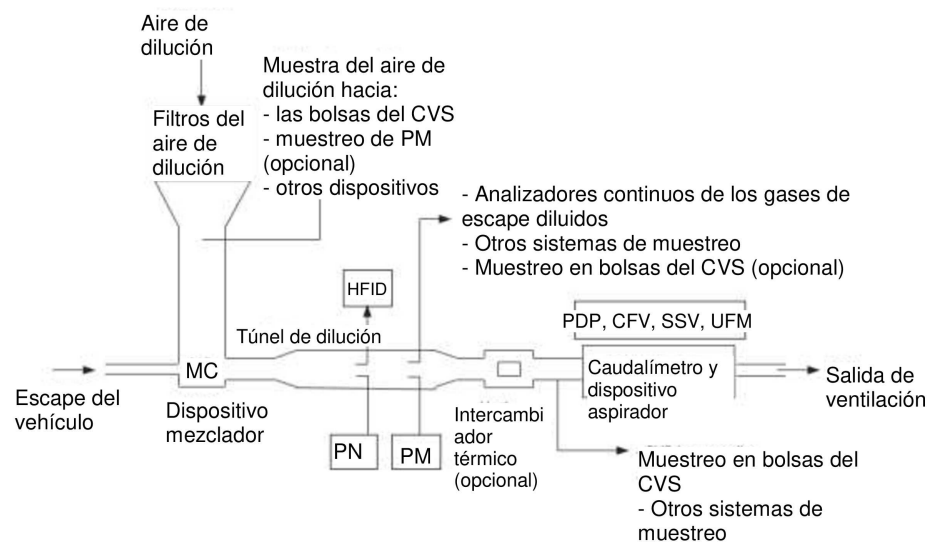 Aire de
dilución
Filtros del
aire de
dilución
Muestra del aire de
dilución hacia:
- las bolsas del CVS
- muestreo de PM
(opcional)
- otros dispositivos
- Analizadores continuos de los gases de
escape diluidos
- Otros sistemas de muestreo
- Muestreo en bolsas del CVS (opcional)
HFID
PDP, CFV, SSV, UFM
Túnel de dilución
MC
Caudalímetro y
dispositivo
aspirador
Salida de
ventilación
Escape del
vehículo
Dispositivo
mezclador
PN
PM
Intercambi
ador
térmico
(opcional)
Muestreo en bolsas del
CVS
- Otros sistemas de
muestreo